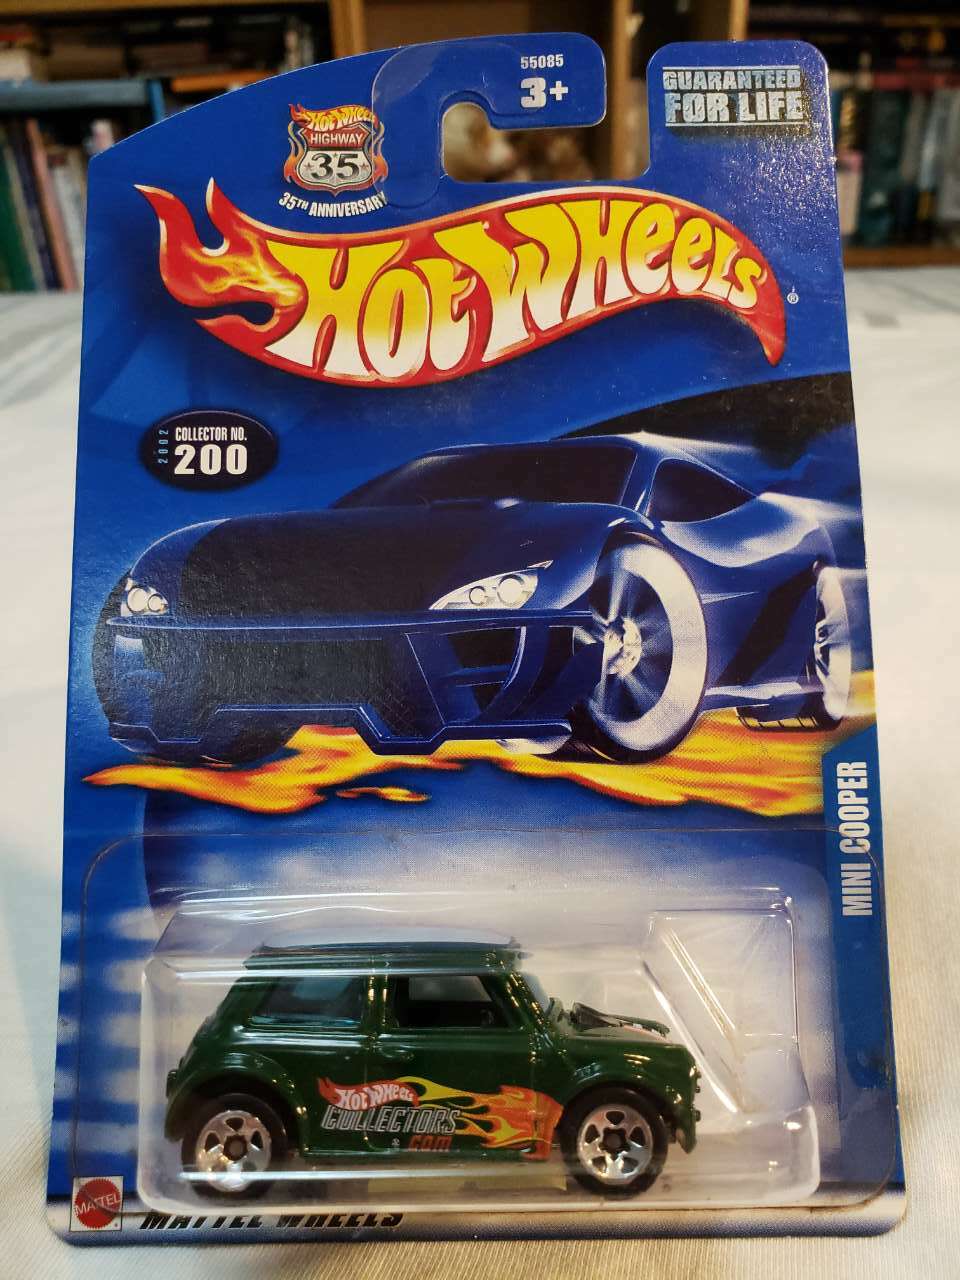 55085
3+
GUARANTEED
FOR LIFE
HOT WHEELS
HIGHWAY
35
35TH ANNIVERSARY
HOT WHEELS
®
2002
COLLECTOR NO.
200
MINI COOPER
HOT WHEELS
COLLECTORS
.COM
MATTEL
MATTEL WHEELS